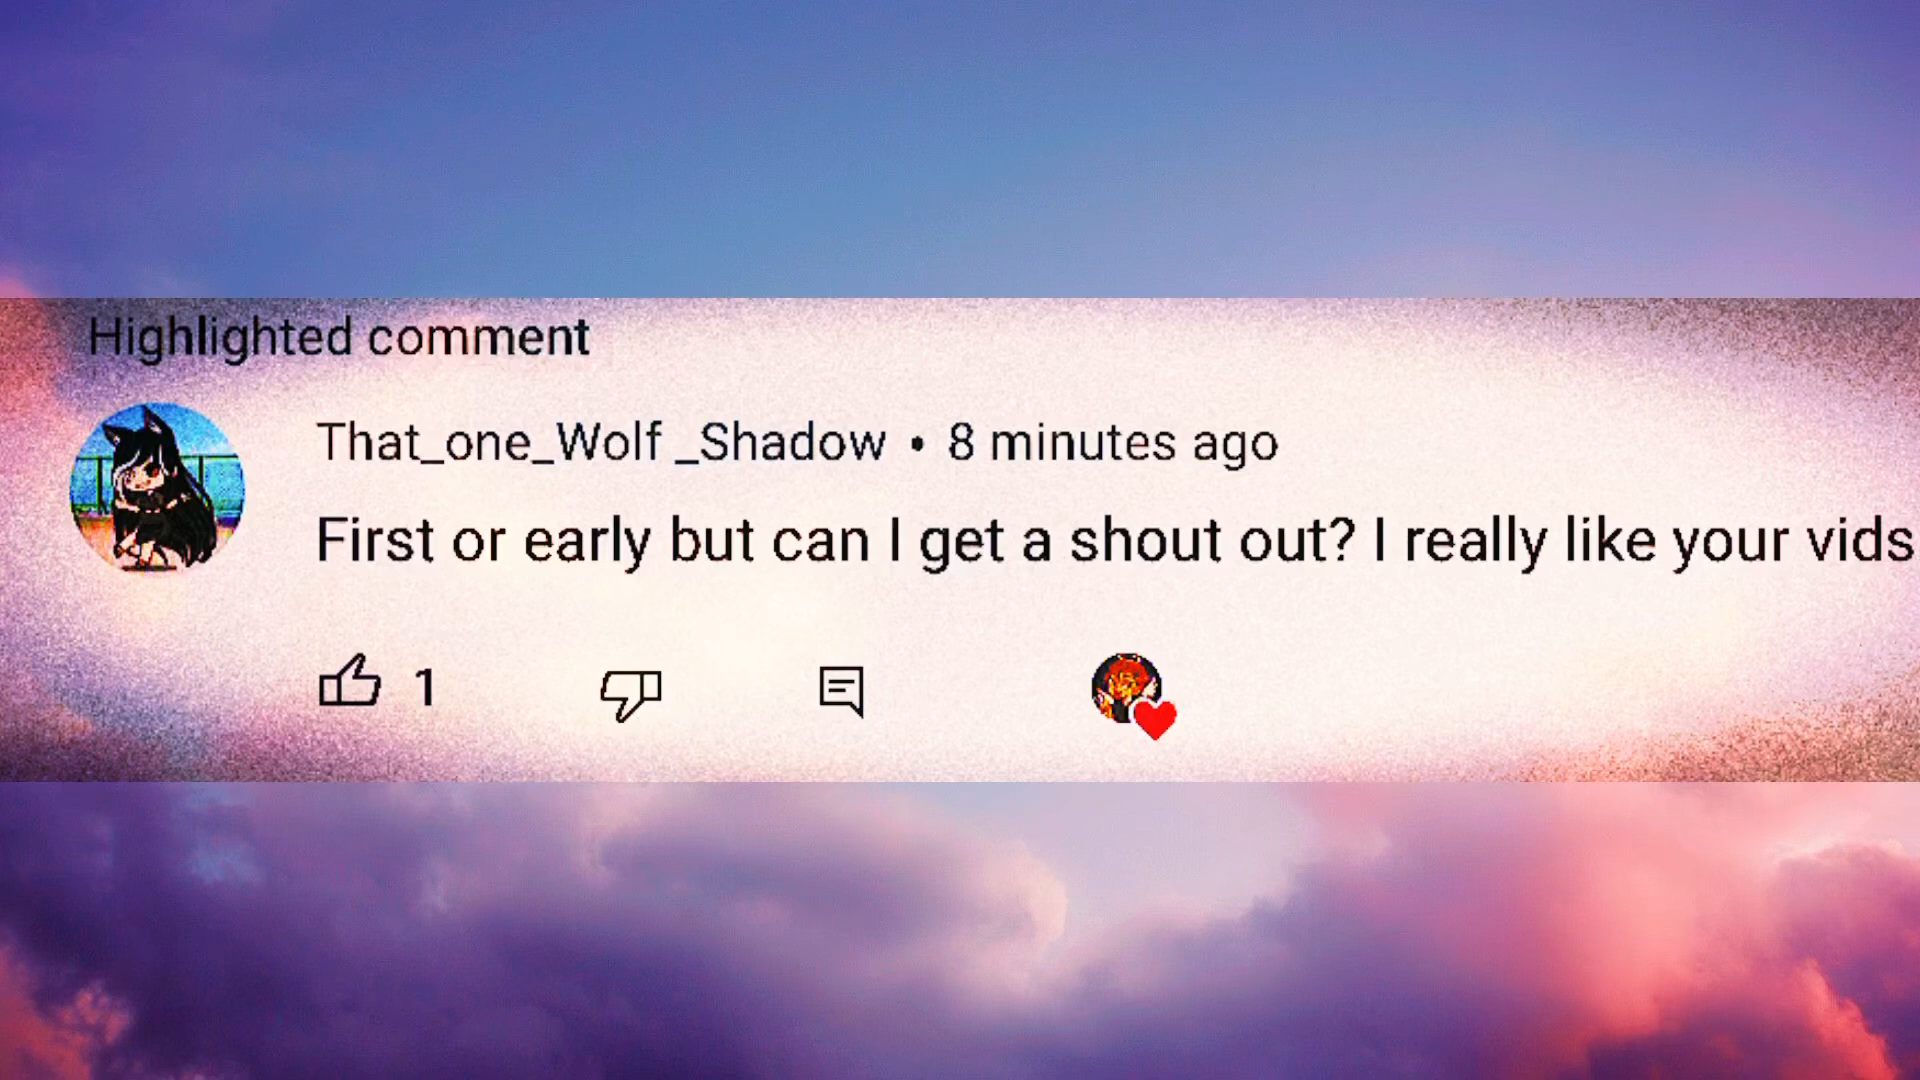 Highlighted comment
That_one_Wolf _Shadow • 8 minutes ago
First or early but can I get a shout out? I really like your vids
1